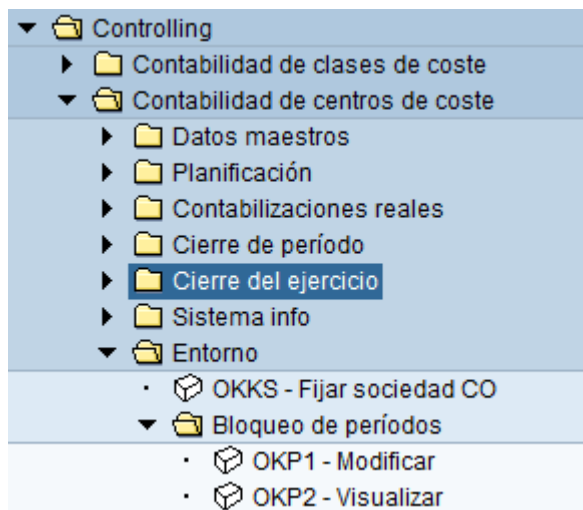 Controlling
Contabilidad de clases de coste
Contabilidad de centros de coste
Datos maestros
Planificación
Contabilizaciones reales
Cierre de período
Cierre del ejercicio
Sistema info
Entorno
OKKS - Fijar sociedad CO
Bloqueo de períodos
OKP1 - Modificar
OKP2 - Visualizar